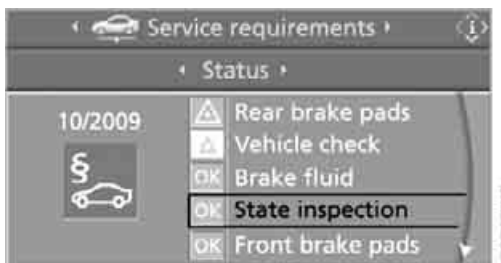 Service requirements
i
Status
10/2009
Rear brake pads
Vehicle check
§
OK Brake fluid
OK State inspection
OK Front brake pads